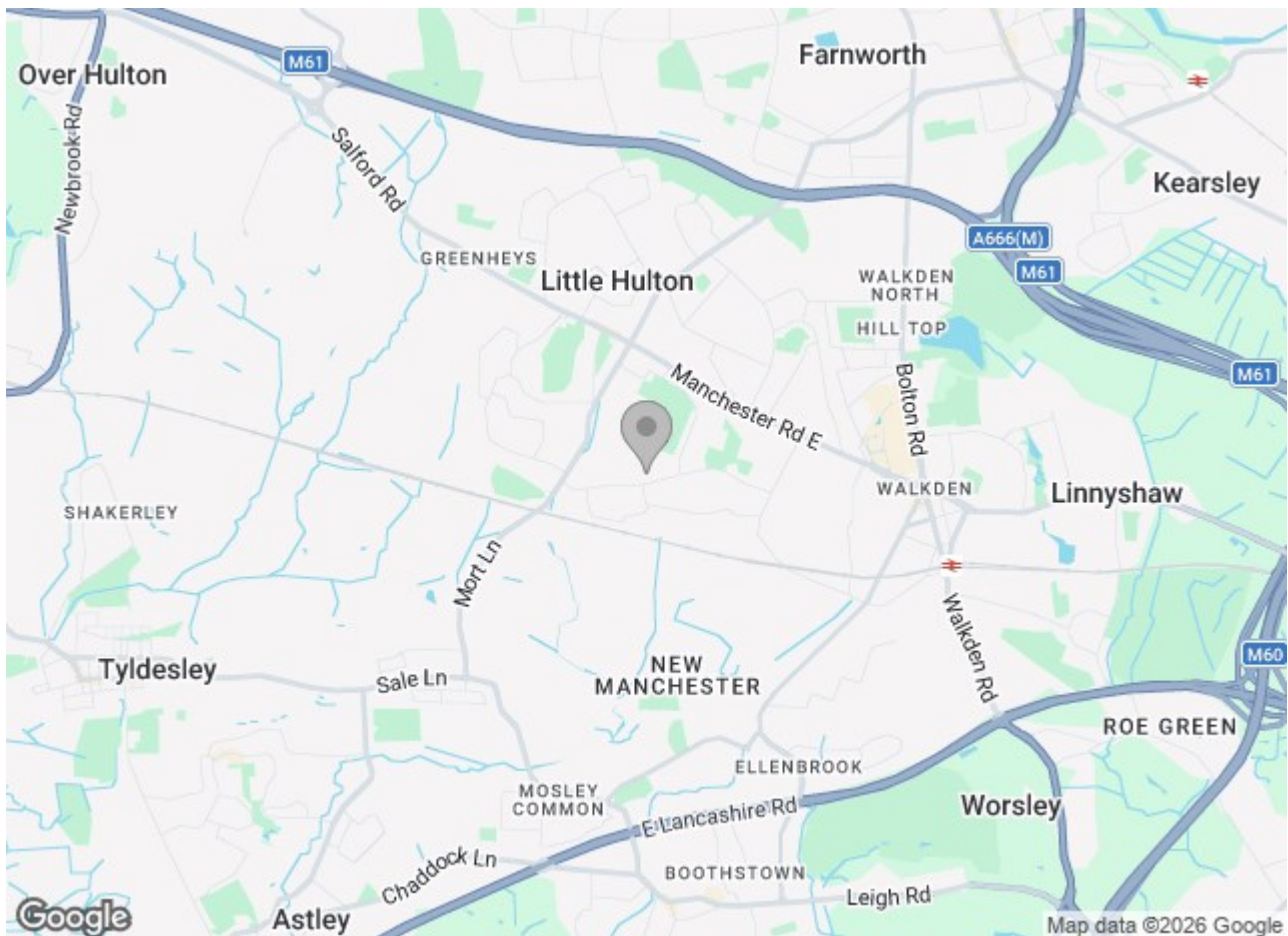 M61
Farnworth
Over Hulton
Newbrook Rd
Salford Rd
Kearsley
GREENHEYS
A666(M)
M61
Little Hulton
WALKDEN
NORTH
HILL TOP
Bolton Rd
M61
Manchester Rd E
WALKDEN
Linnyshaw
SHAKERLEY
Mort Ln
Walkden Rd
M60
Tyldesley
Sale Ln
NEW
MANCHESTER
ROE GREEN
ELLENBROOK
MOSLEY
COMMON
Worsley
E Lancashire Rd
Chaddock Ln
BOOTHSTOWN
Leigh Rd
Astley
Google
Map data ©2026 Google